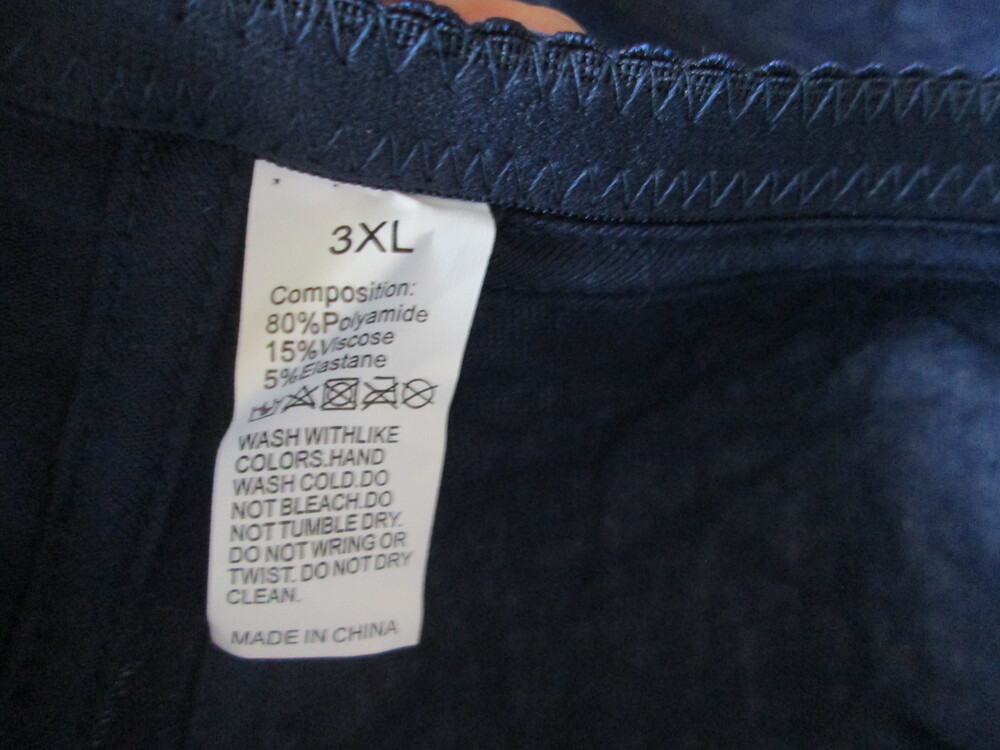 3XL
Composition:
80%Polyamide
15%Viscose
5%Elastane
WASH WITHLIKE
COLORS.HAND
WASH COLD.DO
NOT BLEACH.DO
NOT TUMBLE DRY.
DO NOT WRING OR
TWIST. DO NOT DRY
CLEAN.
MADE IN CHINA